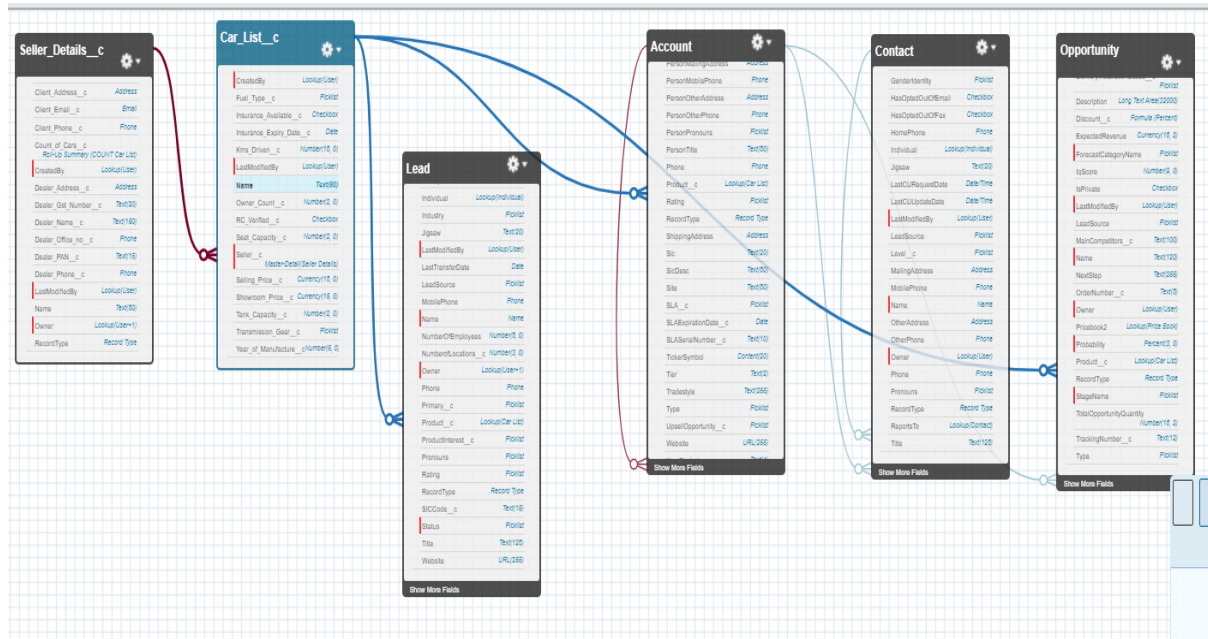 Seller_Details__c
Client_Address__c Address
Client_Email__c Email
Client_Phone__c Phone
Count_of_Cars__c
Roll-Up Summary (COUNT Car List)
CreatedBy Lookup(User)
Dealer_Address__c Address
Dealer_Gst_Number__c Text(20)
Dealer_Name__c Text(150)
Dealer_Office_no__c Phone
Dealer_PAN__c Text(15)
Dealer_Phone__c Phone
LastModifiedBy Lookup(User)
Name Text(80)
Owner Lookup(User+1)
RecordType Record Type
Car_List__c
CreatedBy Lookup(User)
Fuel_Type__c Picklist
Insurance_Available__c Checkbox
Insurance_Expiry_Date__c Date
Kms_Driven__c Number(18, 0)
LastModifiedBy Lookup(User)
Name Text(80)
Owner_Count__c Number(2, 0)
RC_Verified__c Checkbox
Seat_Capacity__c Number(2, 0)
Seller__c
Master-Detail(Seller Details)
Selling_Price__c Currency(18, 0)
Showroom_Price__c Currency(18, 0)
Tank_Capacity__c Number(2, 0)
Transmission_Gear__c Picklist
Year_of_Manufacture__c Number(5, 0)
Lead
Individual Lookup(Individual)
Industry Picklist
Jigsaw Text(20)
LastModifiedBy Lookup(User)
LastTransferDate Date
LeadSource Picklist
MobilePhone Phone
Name Name
NumberOfEmployees Number(8, 0)
NumberofLocations__c Number(3, 0)
Owner Lookup(User+1)
Phone Phone
Primary__c Picklist
Product__c Lookup(Car List)
ProductInterest__c Picklist
Pronouns Picklist
Rating Picklist
RecordType Record Type
SICCode__c Text(15)
Status Picklist
Title Text(128)
Website URL(255)
Show More Fields
Account
PersonMailingAddress Address
PersonMobilePhone Phone
PersonOtherAddress Address
PersonOtherPhone Phone
PersonPronouns Picklist
PersonTitle Text(80)
Phone Phone
Product__c Lookup(Car List)
Rating Picklist
RecordType Record Type
ShippingAddress Address
Sic Text(20)
SicDesc Text(80)
Site Text(80)
SLA__c Picklist
SLAExpirationDate__c Date
SLASerialNumber__c Text(10)
TickerSymbol Content(20)
Tier Text(2)
Tradestyle Text(255)
Type Picklist
UpsellOpportunity__c Picklist
Website URL(255)
Show More Fields
Contact
GenderIdentity Picklist
HasOptedOutOfEmail Checkbox
HasOptedOutOfFax Checkbox
HomePhone Phone
Individual Lookup(Individual)
Jigsaw Text(20)
LastCURequestDate Date/Time
LastCUUpdateDate Date/Time
LastModifiedBy Lookup(User)
LeadSource Picklist
Level__c Picklist
MailingAddress Address
MobilePhone Phone
Name Name
OtherAddress Address
OtherPhone Phone
Owner Lookup(User)
Phone Phone
Pronouns Picklist
RecordType Record Type
ReportsTo Lookup(Contact)
Title Text(128)
Show More Fields
Opportunity
Picklist
Description Long Text Area(32000)
Discount__c Formula (Percent)
ExpectedRevenue Currency(16, 2)
ForecastCategoryName Picklist
IqScore Number(9, 0)
IsPrivate Checkbox
LastModifiedBy Lookup(User)
LeadSource Picklist
MainCompetitors__c Text(100)
Name Text(120)
NextStep Text(255)
OrderNumber__c Text(8)
Owner Lookup(User)
Pricebook2 Lookup(Price Book)
Probability Percent(3, 0)
Product__c Lookup(Car List)
RecordType Record Type
StageName Picklist
TotalOpportunityQuantity
Number(16, 2)
TrackingNumber__c Text(12)
Type Picklist
Show More Fields